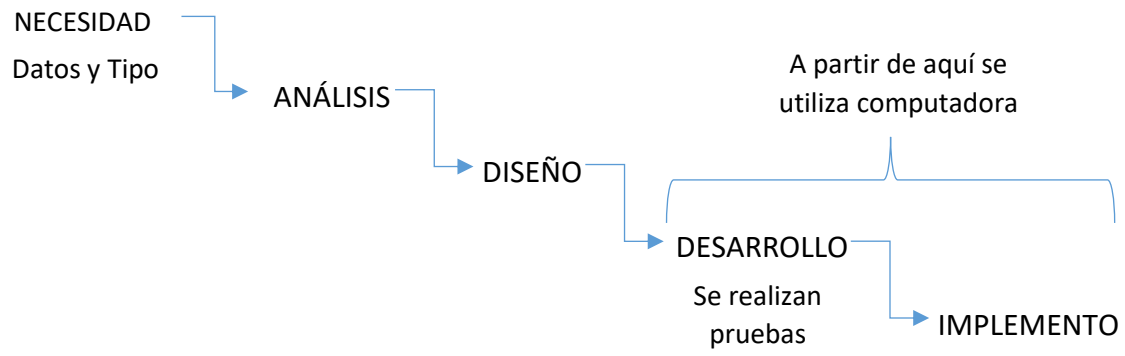 NECESIDAD
Datos y Tipo
ANÁLISIS
DISEÑO
A partir de aquí se
utiliza computadora
DESARROLLO
Se realizan
pruebas
IMPLEMENTO